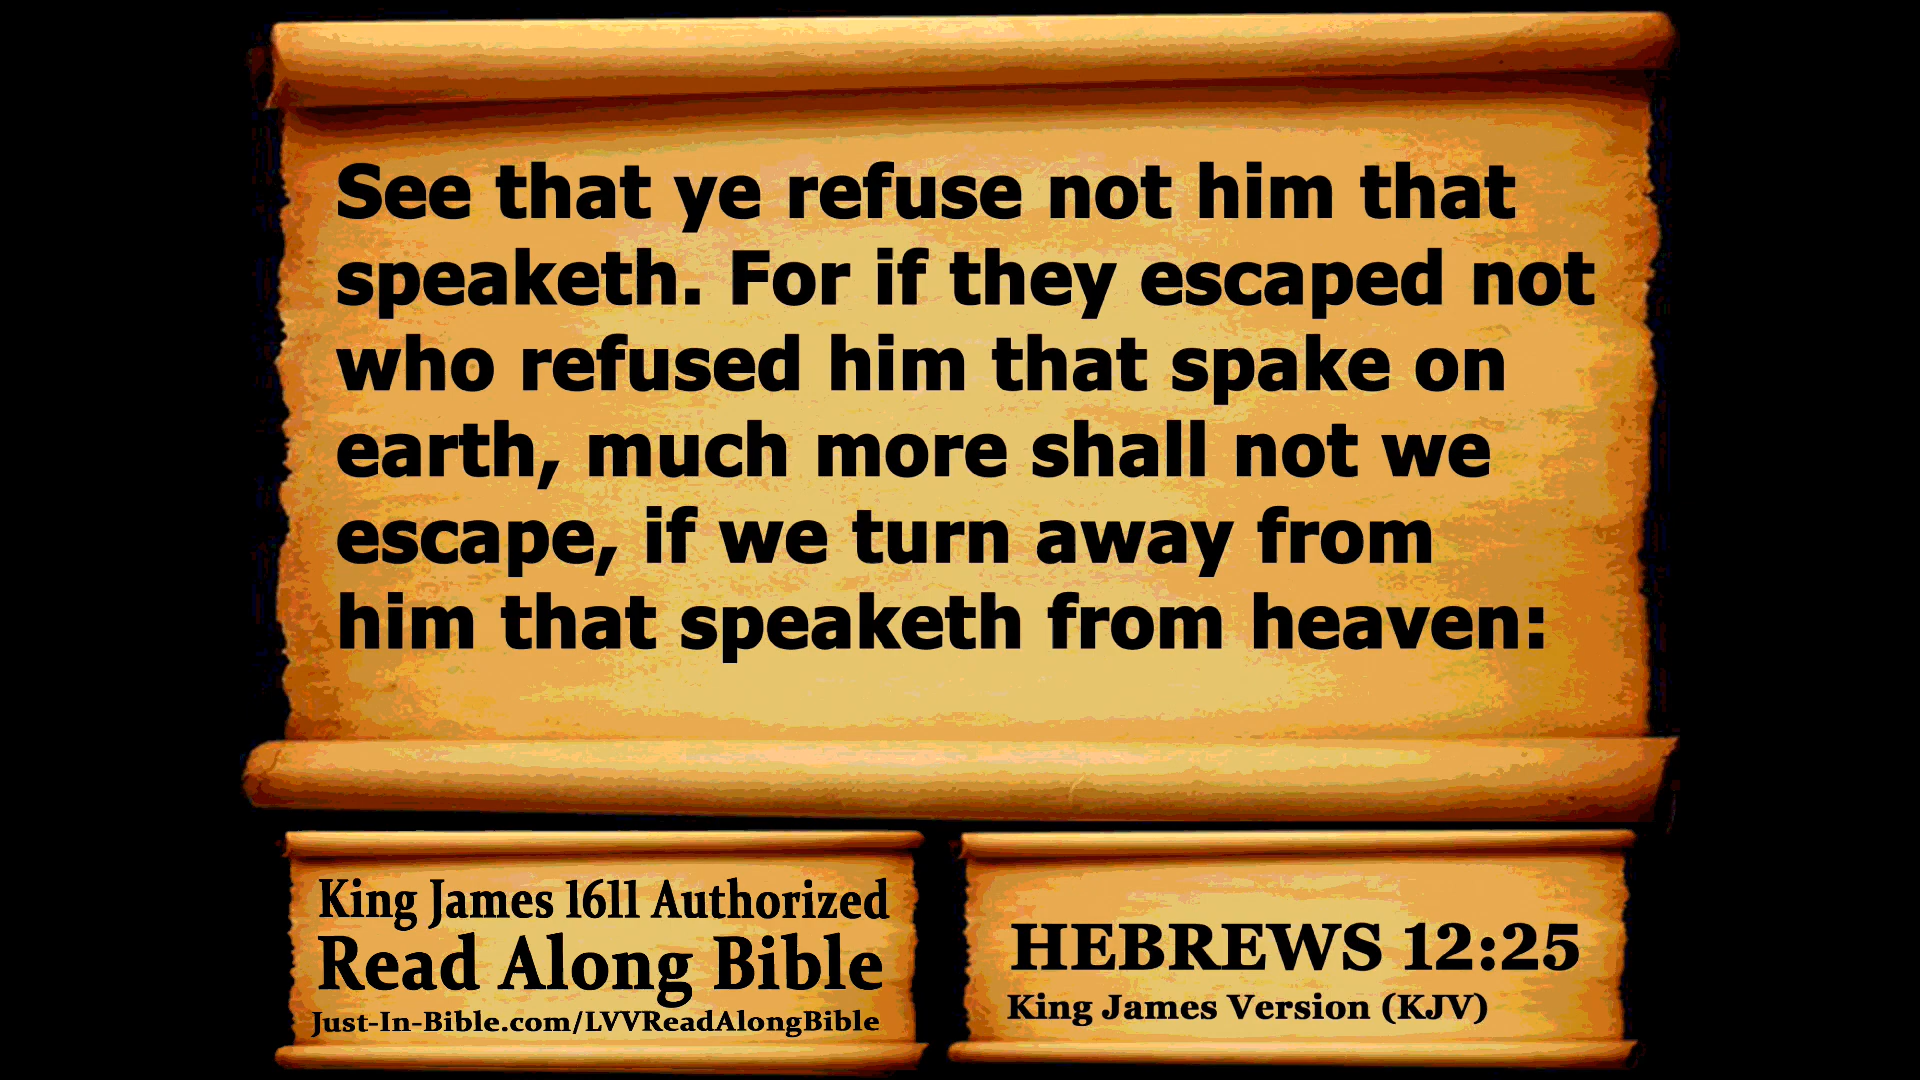 See that ye refuse not him that
speaketh. For if they escaped not
who refused him that spake on
earth, much more shall not we
escape, if we turn away from
him that speaketh from heaven:
King James 1611 Authorized
Read Along Bible
Just-In-Bible.com/LVVReadAlongBible
HEBREWS 12:25
King James Version (KJV)